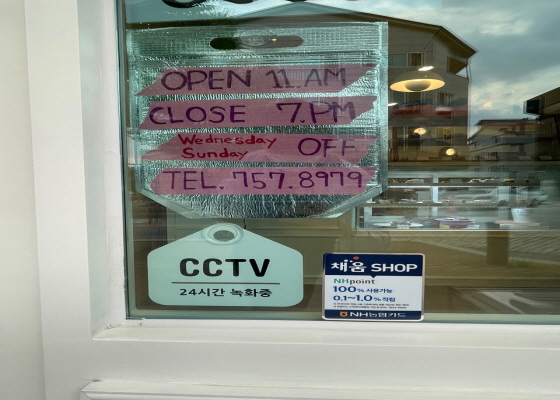 OPEN 11.AM
CLOSE 7.PM
Wednesday
Sunday OFF
TEL. 757.8979
CCTV
24시간 녹화중
채움 SHOP
NHpoint
100% 사용가능
0.1~1.0% 적립
NH농협카드